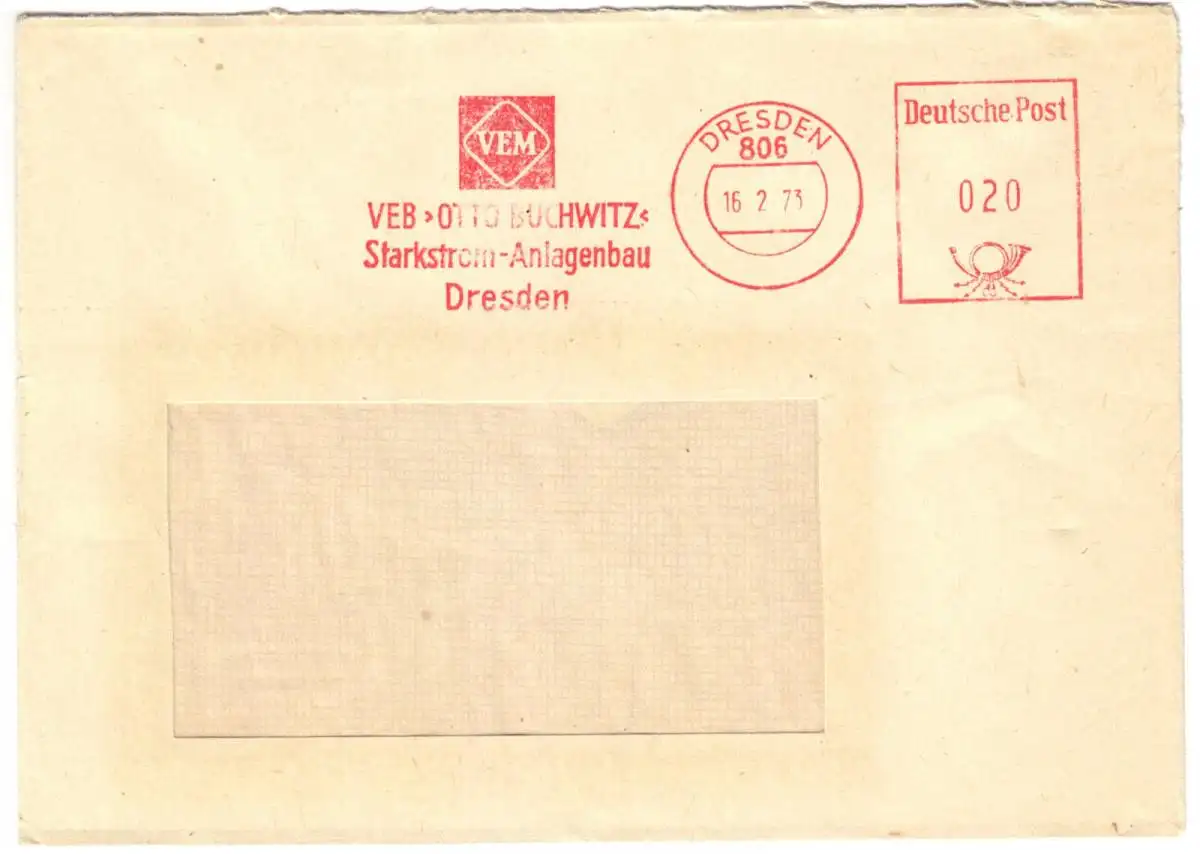 VEM
VEB >OTTO BUCHWITZ<
Starkstrom-Anlagenbau
Dresden
DRESDEN
806
16 2 73
Deutsche Post
020